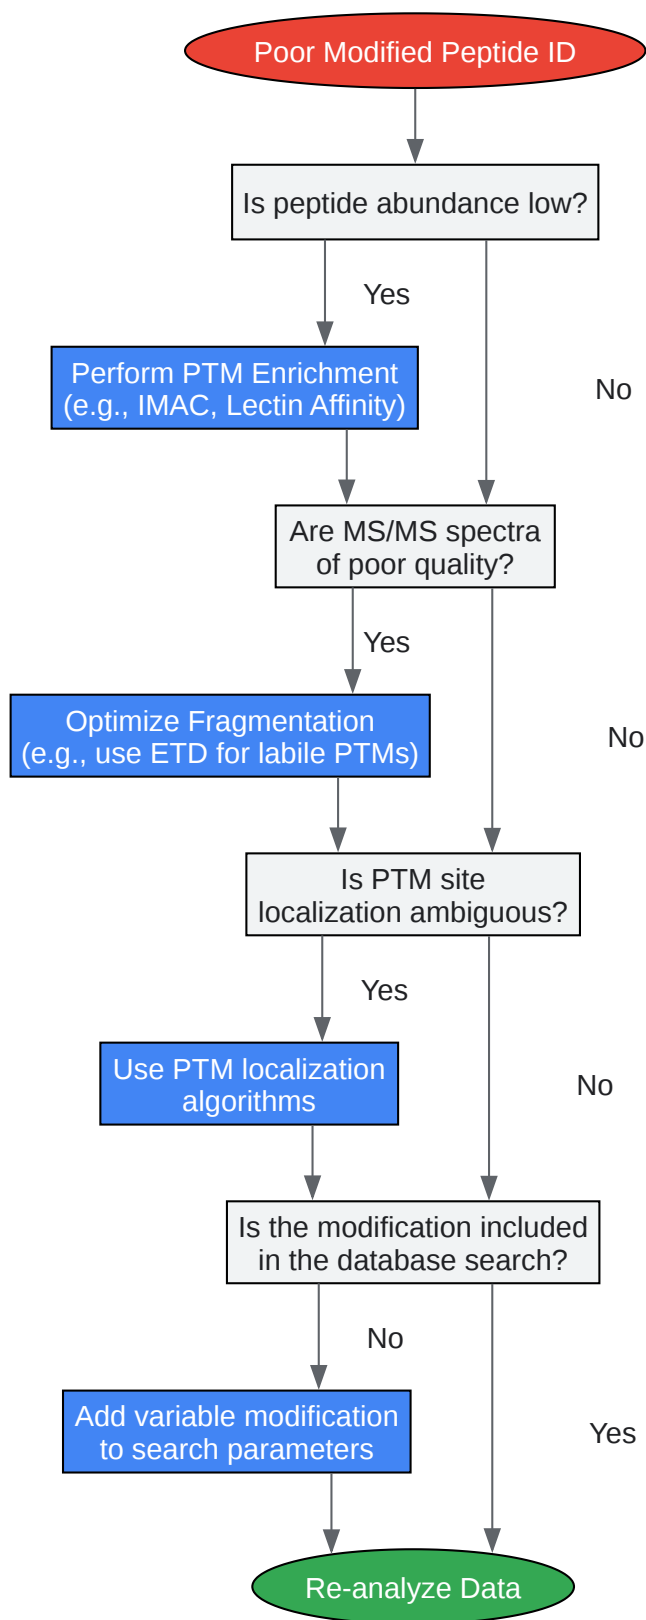 Poor Modified Peptide ID
Is peptide abundance low?
Yes
Perform PTM Enrichment
(e.g., IMAC, Lectin Affinity)
No
Are MS/MS spectra
of poor quality?
Yes
Optimize Fragmentation
(e.g., use ETD for labile PTMs)
No
Is PTM site
localization ambiguous?
Yes
Use PTM localization
algorithms
No
Is the modification included
in the database search?
No
Add variable modification
to search parameters
Yes
Re-analyze Data